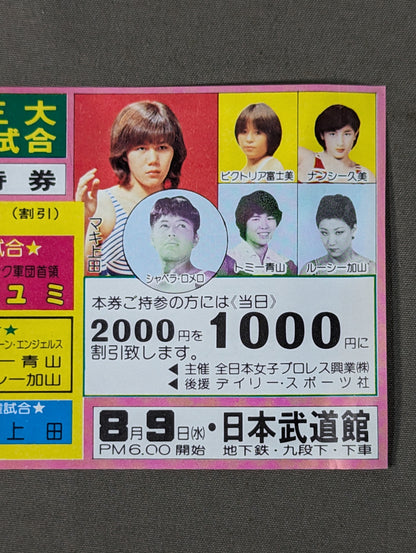 三大
試合
待券
(割引)
試合★
ク軍団首領
ユミ
★
ーン・エンジェルス
ー青山
シー加山
試合★
上田
マキ上田
ビクトリア富士美
ナンシー久美
シャベラ・ロメロ
トミー青山
ルーシー加山
本券ご持参の方には《当日》
2000円を1000円に
割引致します。
◀主催 全日本女子プロレス興業㈱
◀後援 デイリー・スポーツ社
8月9日㈬・日本武道館
PM6.00開始 地下鉄・九段下・下車